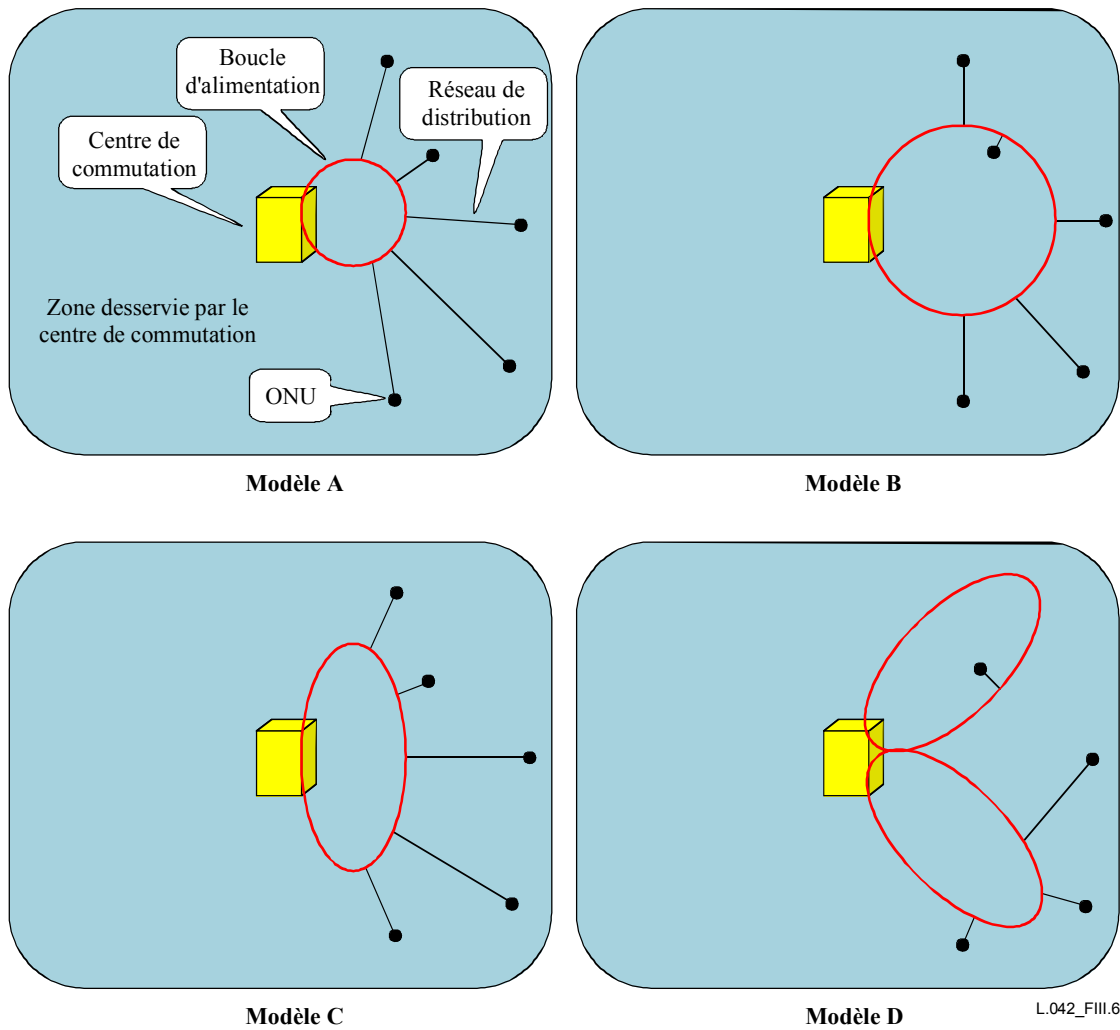 Boucle
d'alimentation
Réseau de
distribution
Centre de
commutation
Zone desservie par le
centre de commutation
ONU
Modèle A
Modèle B
Modèle C
Modèle D
L.042_FIII.6